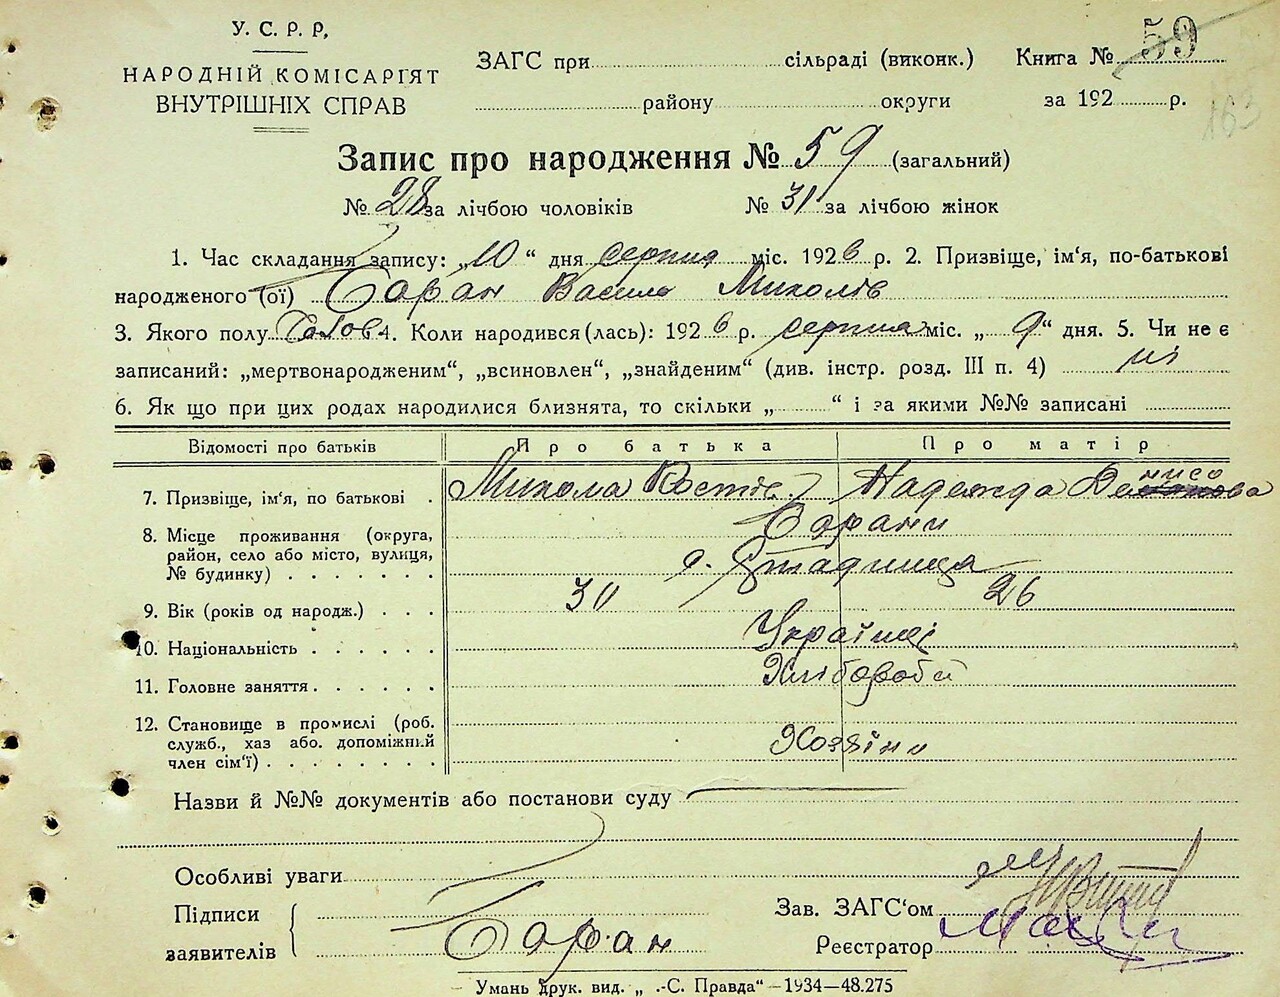 У. С. Р. Р.
НАРОДНІЙ КОМІСАРІЯТ
ВНУТРІШНІХ СПРАВ
ЗАГС при сільраді (виконк.) Книга № 59
району округи за 192 р.
163
Запис про народження № 59 (загальний)
№ 28 за лічбою чоловіків № 31 за лічбою жінок
1. Час складання запису: „10“ дня серпня міс. 1926 р. 2. Призвіще, ім'я, по-батькові
народженого (ої) Баран Василь Миколів
3. Якого полу 4. Коли народився (лась): 1926 р. серпня міс. „9“ дня. 5. Чи не є
записаний: „мертвонародженим“, „всиновлен“, „знайденим“ (див. інстр. розд. III п. 4) ні
6. Як що при цих родах народилися близнята, то скільки „ “ і за якими №№ записані
Відомості про батьків Про батька Про матір
7. Призвіще, ім'я, по батькові . Микола Костів Надежда
Барани
8. Місце проживання (округа,
район, село або місто, вулиця,
№ будинку) . . . . . . . с. Стадниця
9. Вік (років од народж.) . . . 30 26
10. Національність . . . . . . Українці
11. Головне заняття . . . . . . Хлібороби
12. Становище в промислі (роб.
служб., хаз або. допоміжний
член сім'ї) . . . . . . . . Хозяїни
Назви й №№ документів або постанови суду
Особливі уваги
Підписи
заявителів Баран
Зав. ЗАГС'ом
Реєстратор
Умань друк. вид. „ .-С. Правда“ —1934—48.275